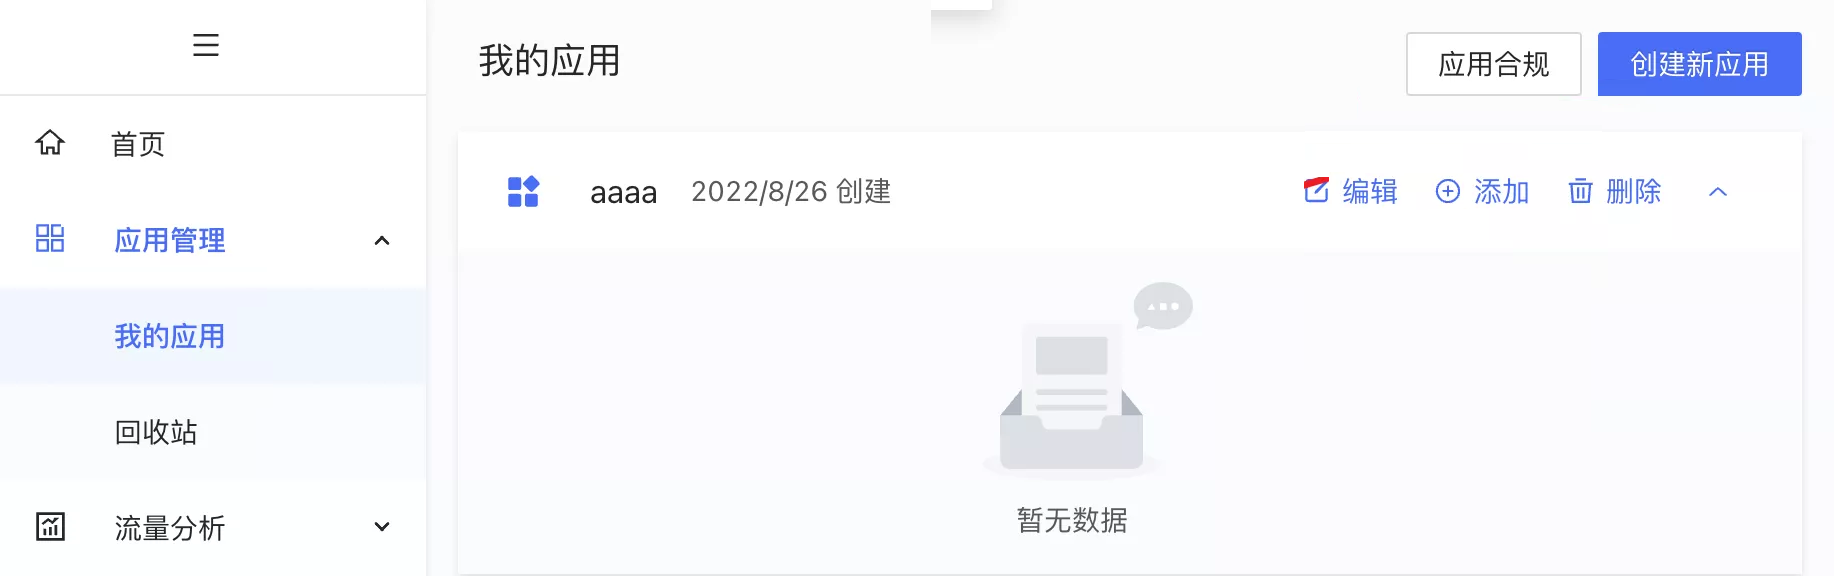 我的应用
应用合规
创建新应用
首页
应用管理
我的应用
回收站
流量分析
aaaa 2022/8/26 创建
编辑
添加
删除
暂无数据